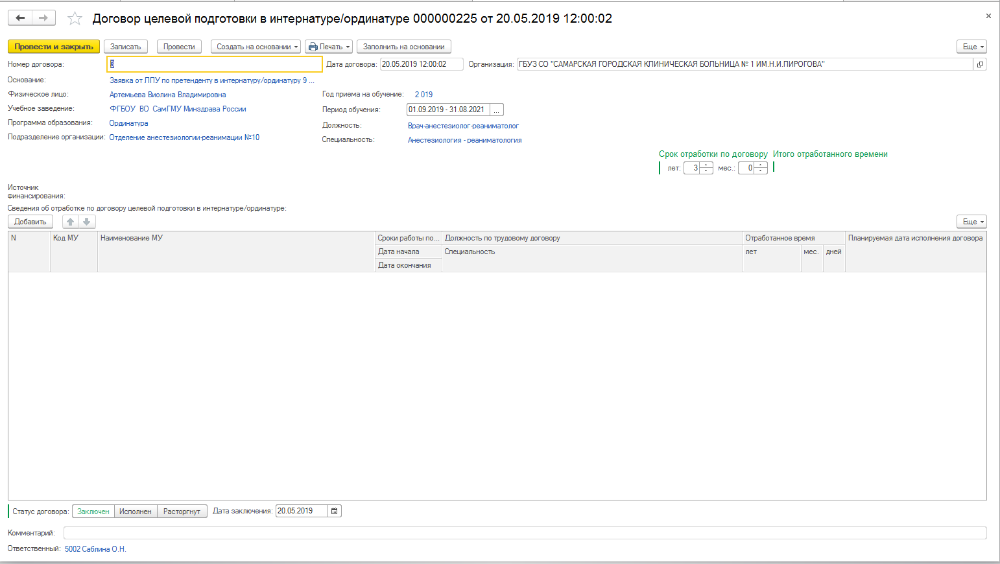 Договор целевой подготовки в интернатуре/ординатуре 000000225 от 20.05.2019 12:00:02
Провести и закрыть Записать Провести Создать на основании Печать Заполнить на основании Еще
Номер договора: 3 Дата договора: 20.05.2019 12:00:02 Организация: ГБУЗ СО "САМАРСКАЯ ГОРОДСКАЯ КЛИНИЧЕСКАЯ БОЛЬНИЦА № 1 ИМ.Н.И.ПИРОГОВА"
Основание: Заявка от ЛПУ по претенденту в интернатуру/ординатуру 9 ...
Физическое лицо: Артемьева Виолина Владимировна Год приема на обучение: 2 019
Учебное заведение: ФГБОУ ВО СамГМУ Минздрава России Период обучения: 01.09.2019 - 31.08.2021 ...
Программа образования: Ординатура Должность: Врач-анестезиолог-реаниматолог
Подразделение организации: Отделение анестезиологии-реанимации №10 Специальность: Анестезиология - реаниматология
Срок отработки по договору Итого отработанного времени
лет: 3 мес.: 0
Источник
финансирования:
Сведения об отработке по договору целевой подготовки в интернатуре/ординатуре:
Добавить Еще
N Код МУ Наименование МУ Сроки работы по... Должность по трудовому договору Отработанное время Планируемая дата исполнения договора
Дата начала Специальность лет мес. дней
Дата окончания
Статус договора: Заключен Исполнен Расторгнут Дата заключения: 20.05.2019
Комментарий:
Ответственный: 5002 Саблина О.Н.